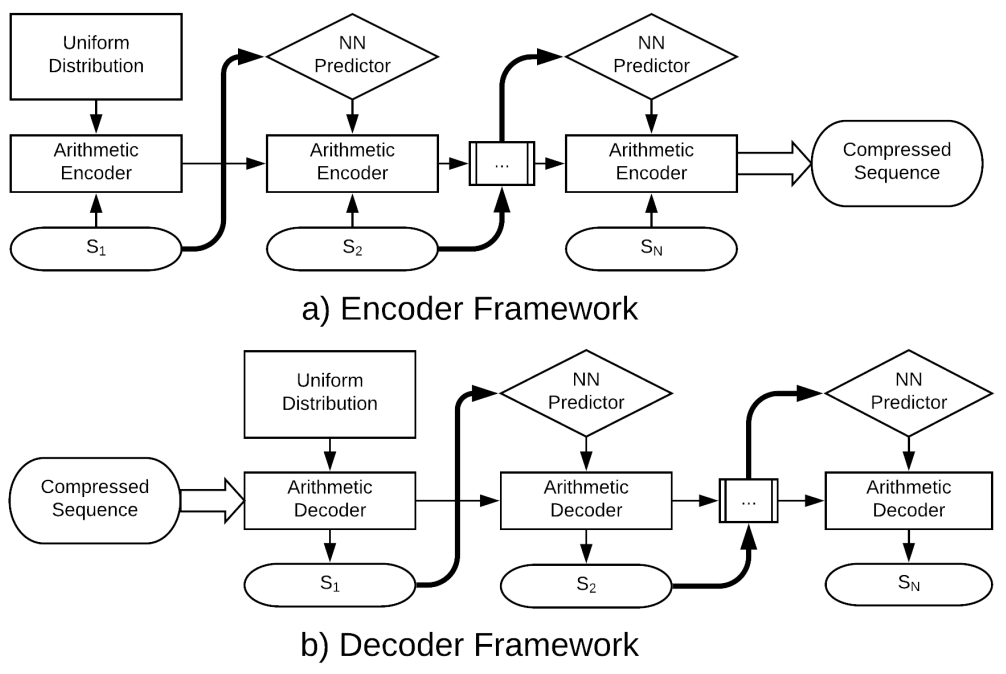 Uniform
Distribution
NN
Predictor
NN
Predictor
Arithmetic
Encoder
Arithmetic
Encoder
...
Arithmetic
Encoder
Compressed
Sequence
S1
S2
SN
a) Encoder Framework
Uniform
Distribution
NN
Predictor
NN
Predictor
Compressed
Sequence
Arithmetic
Decoder
Arithmetic
Decoder
...
Arithmetic
Decoder
S1
S2
SN
b) Decoder Framework